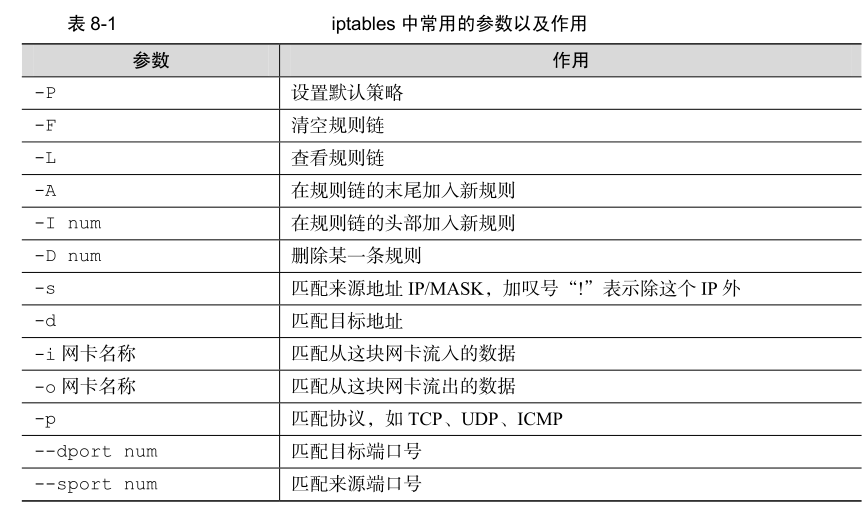 表 8-1 iptables 中常用的参数以及作用
参数 作用
-P 设置默认策略
-F 清空规则链
-L 查看规则链
-A 在规则链的末尾加入新规则
-I num 在规则链的头部加入新规则
-D num 删除某一条规则
-s 匹配来源地址 IP/MASK，加叹号“!”表示除这个 IP 外
-d 匹配目标地址
-i 网卡名称 匹配从这块网卡流入的数据
-o 网卡名称 匹配从这块网卡流出的数据
-p 匹配协议，如 TCP、UDP、ICMP
--dport num 匹配目标端口号
--sport num 匹配来源端口号